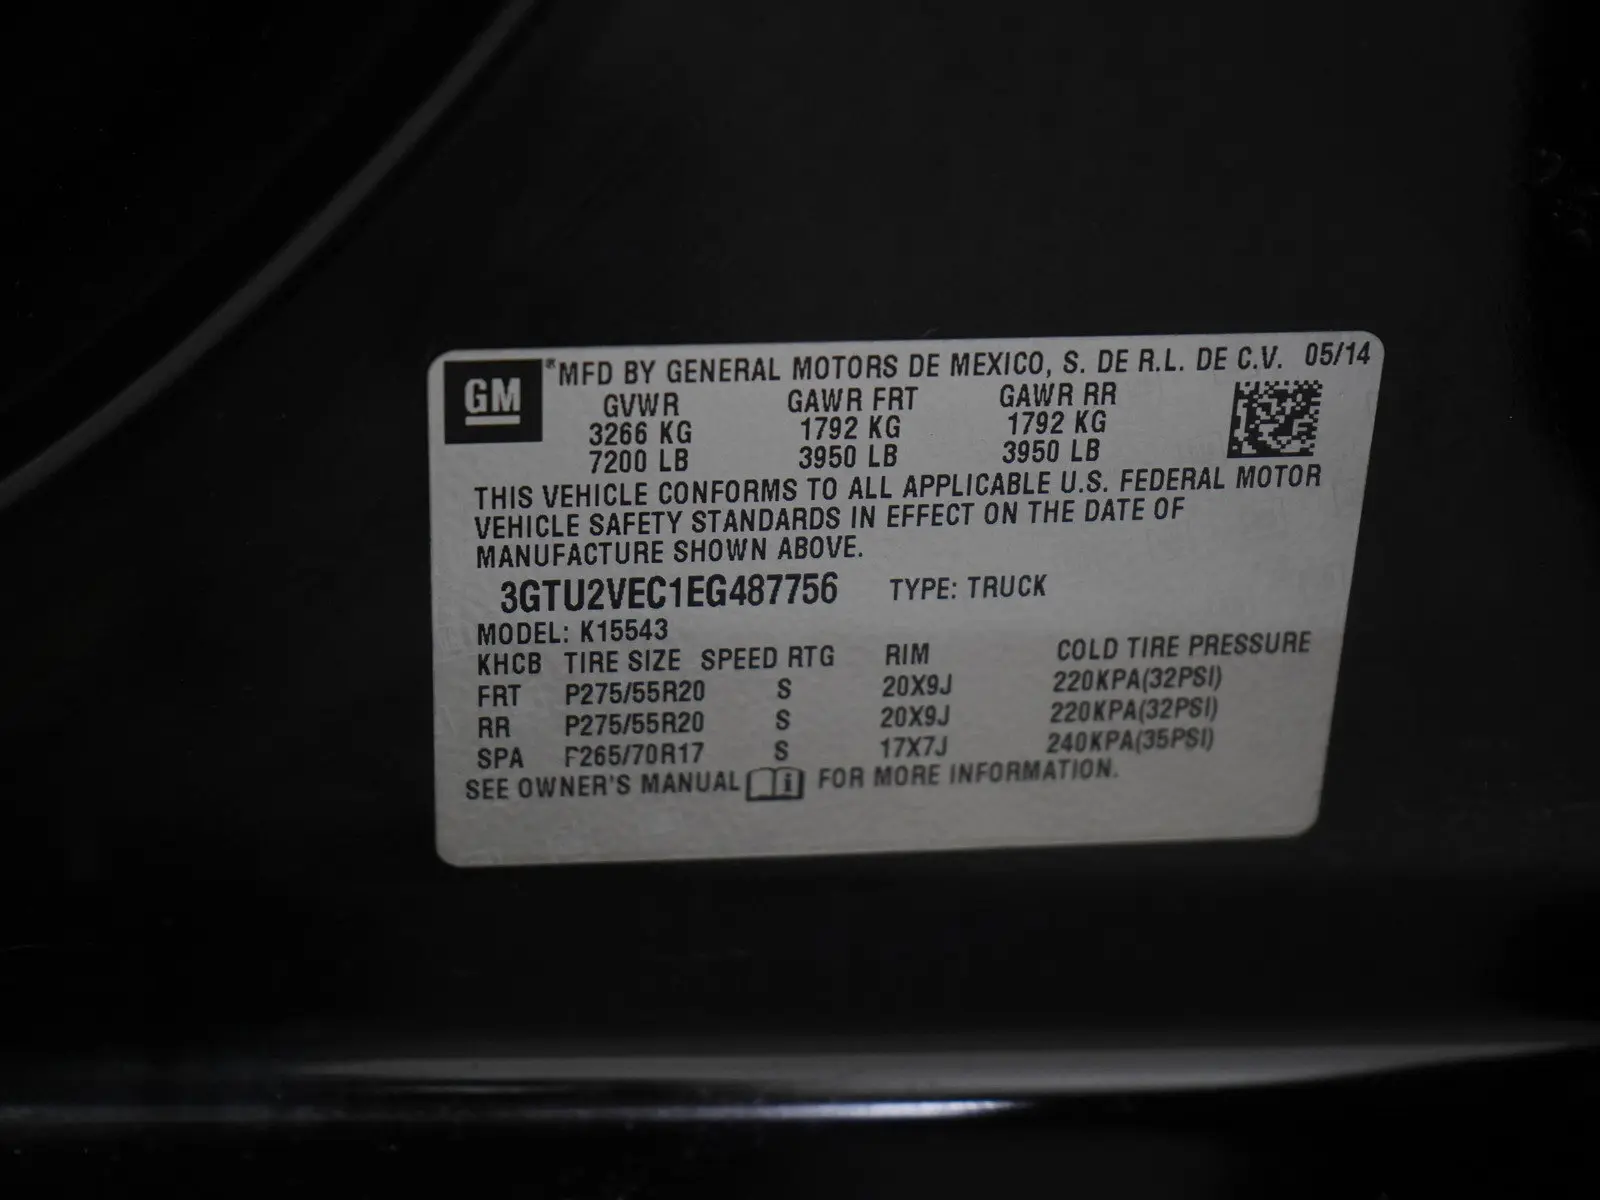 GM
®MFD BY GENERAL MOTORS DE MEXICO, S. DE R.L. DE C.V. 05/14
GVWR GAWR FRT GAWR RR
3266 KG 1792 KG 1792 KG
7200 LB 3950 LB 3950 LB
THIS VEHICLE CONFORMS TO ALL APPLICABLE U.S. FEDERAL MOTOR
VEHICLE SAFETY STANDARDS IN EFFECT ON THE DATE OF
MANUFACTURE SHOWN ABOVE.
3GTU2VEC1EG487756 TYPE: TRUCK
MODEL: K15543
KHCB TIRE SIZE SPEED RTG RIM COLD TIRE PRESSURE
FRT P275/55R20 S 20X9J 220KPA(32PSI)
RR P275/55R20 S 20X9J 220KPA(32PSI)
SPA P265/70R17 S 17X7J 240KPA(35PSI)
SEE OWNER'S MANUAL i FOR MORE INFORMATION.